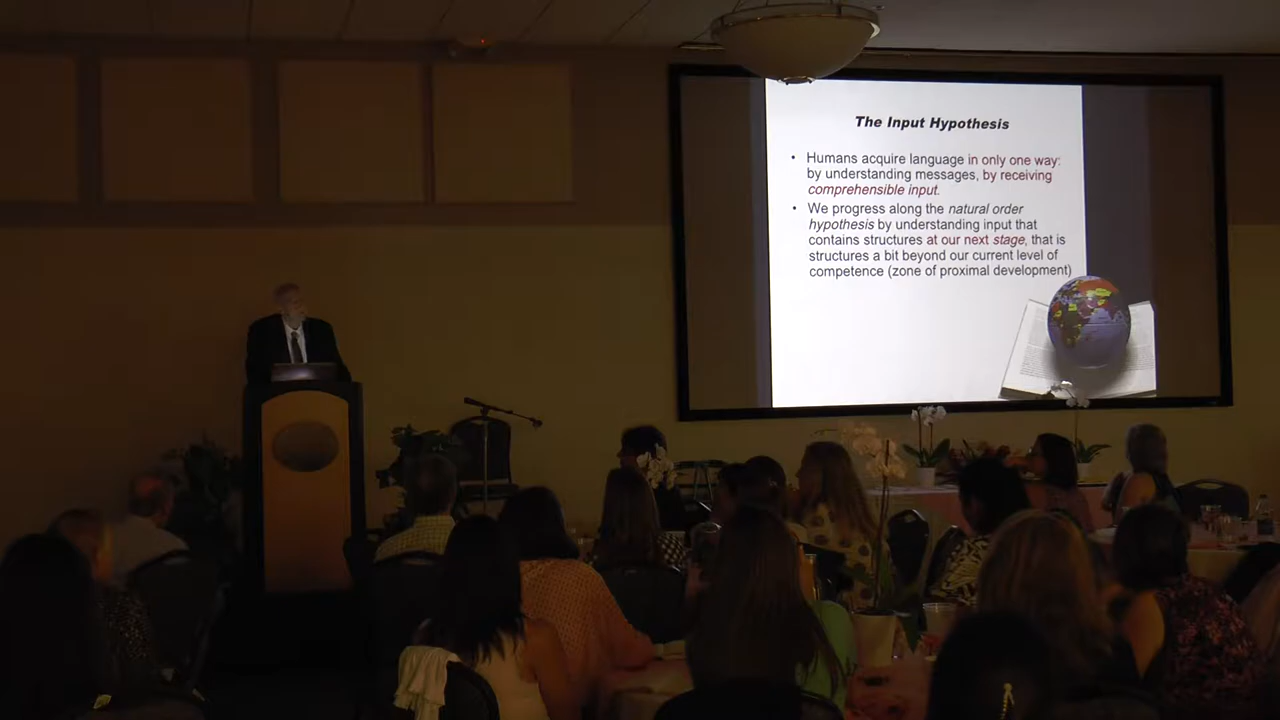 The Input Hypothesis
• Humans acquire language in only one way:
by understanding messages, by receiving
comprehensible input.
• We progress along the natural order
hypothesis by understanding input that
contains structures at our next stage, that is
structures a bit beyond our current level of
competence (zone of proximal development)